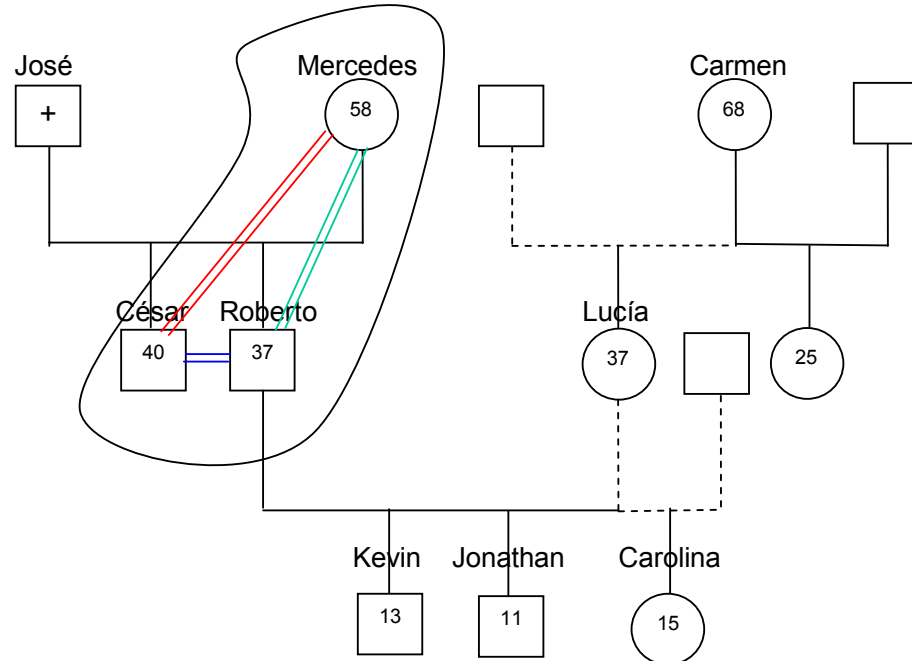 José
Mercedes
Carmen
+
58
68
César
Roberto
Lucía
40
37
37
25
Kevin
Jonathan
Carolina
13
11
15